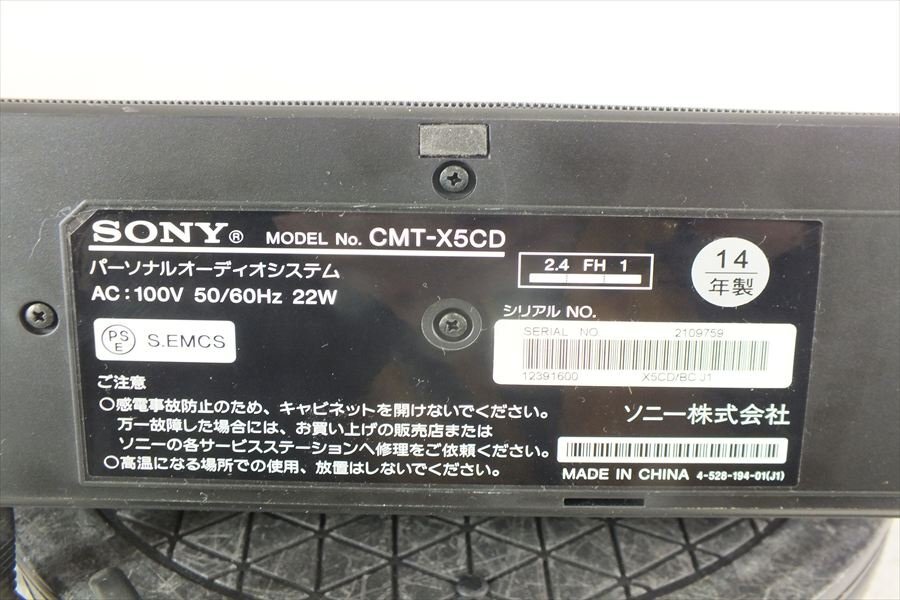 SONY® MODEL No. CMT-X5CD
パーソナルオーディオシステム
AC:100V 50/60Hz 22W
2.4 FH 1
14
年製
PS
E
S.EMCS
シリアル NO.
SERIAL NO. 2109759
12391600 X5CD/BC J1
ご注意
○感電事故防止のため、キャビネットを開けないでください。
万一故障した場合には、お買い上げの販売店または
ソニーの各サービスステーションへ修理をご依頼ください。
○高温になる場所での使用、放置はしないでください。
ソニー株式会社
MADE IN CHINA 4-528-194-01(J1)